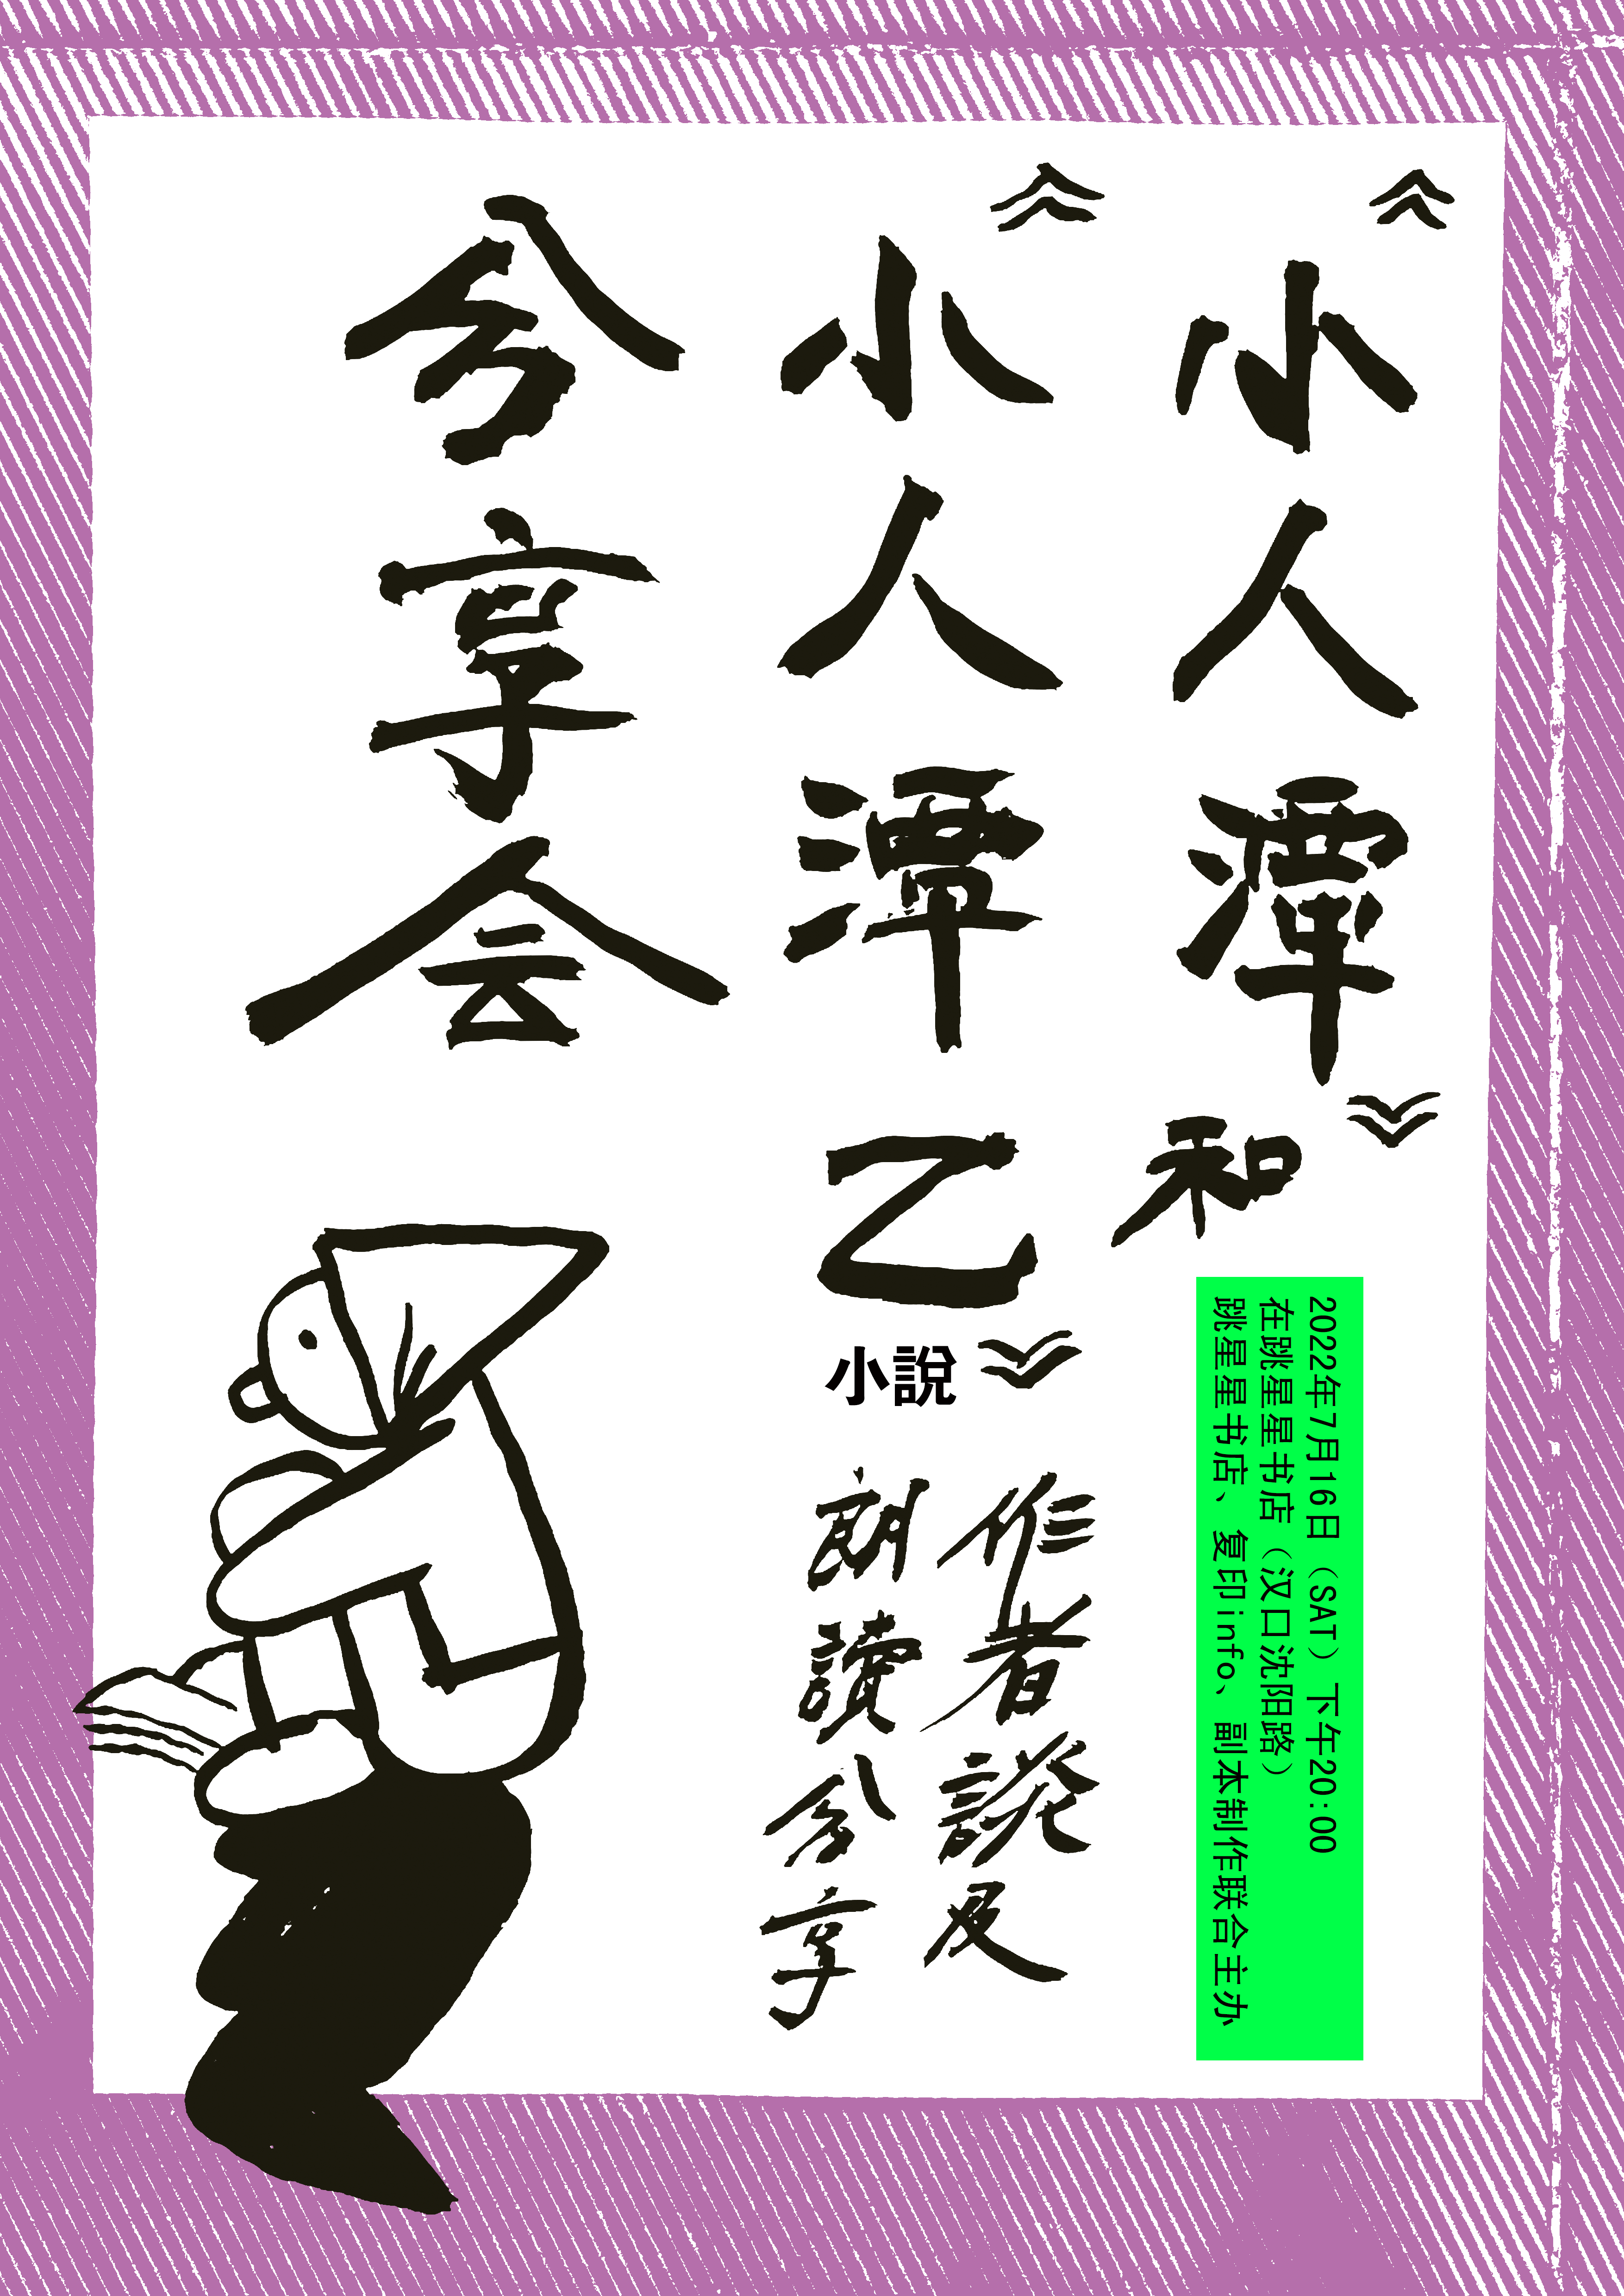 《小人潭》和
《小人潭乙》
小說
分享会
作者說及
朗讀分享
2022年7月16日（SAT）下午20:00
在跳星星书店（汉口沈阳路）
跳星星书店、复印info、副本制作联合主办